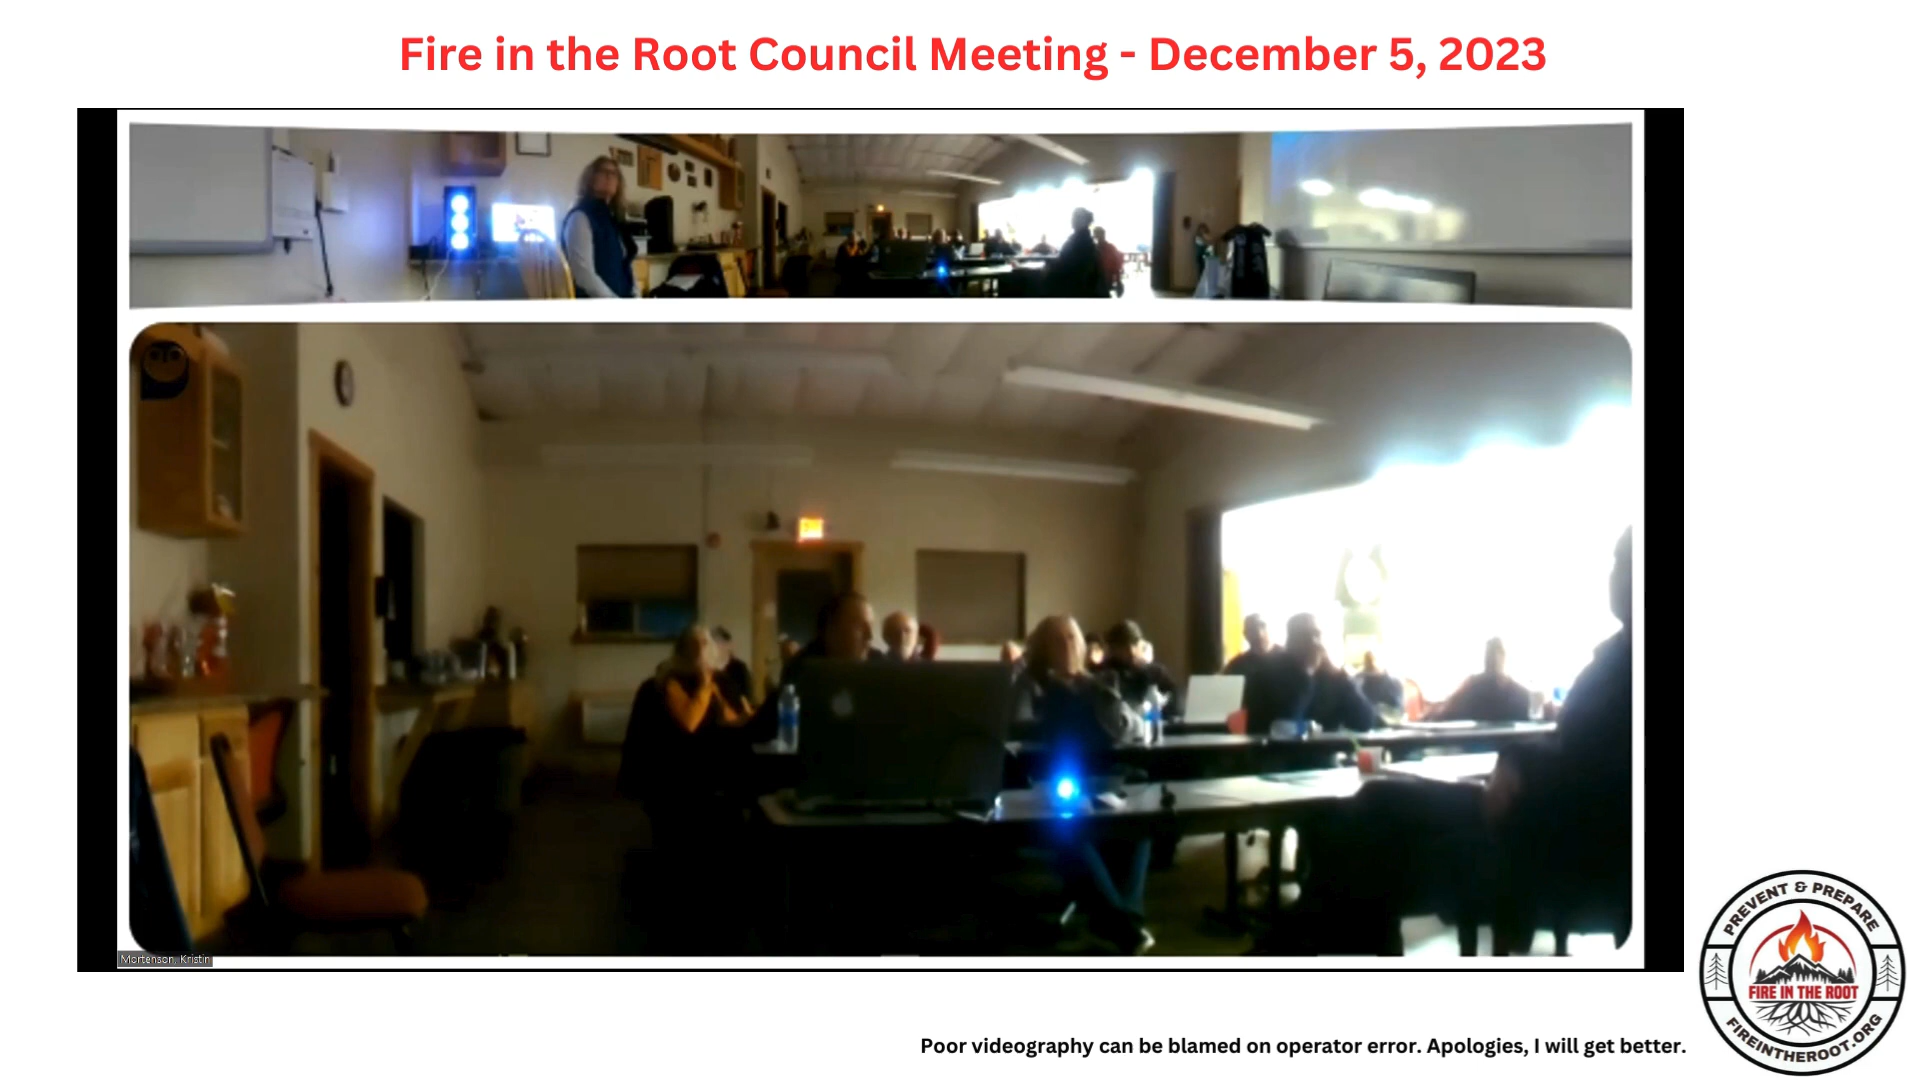 Fire in the Root Council Meeting - December 5, 2023
Mortenson, Kristin
PREVENT & PREPARE
FIRE IN THE ROOT
FIREINTHEROOT.ORG
Poor videography can be blamed on operator error. Apologies, I will get better.